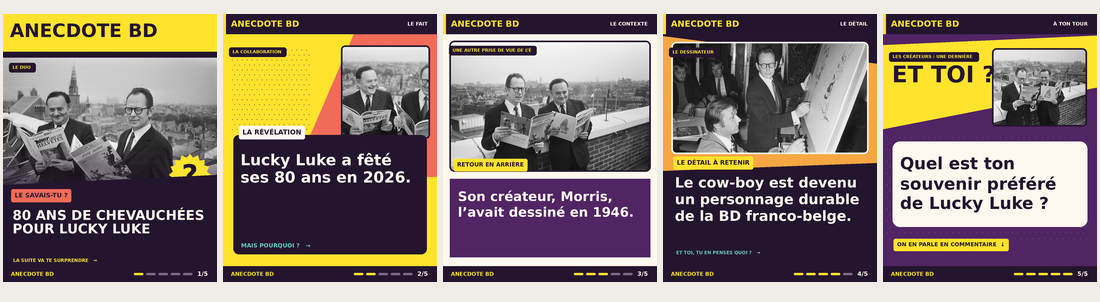 ANECDOTE BD
LE DUO
?
LE SAVAIS-TU ?
80 ANS DE CHEVAUCHÉES
POUR LUCKY LUKE
LA SUITE VA TE SURPRENDRE →
ANECDOTE BD
1/5
ANECDOTE BD
LE FAIT
LA COLLABORATION
LA RÉVÉLATION
Lucky Luke a fêté
ses 80 ans en 2026.
MAIS POURQUOI ? →
ANECDOTE BD
2/5
ANECDOTE BD
LE CONTEXTE
UNE AUTRE PRISE DE VUE DE L'É
RETOUR EN ARRIÈRE
Son créateur, Morris,
l’avait dessiné en 1946.
ANECDOTE BD
3/5
ANECDOTE BD
LE DÉTAIL
LE DESSINATEUR
LE DÉTAIL À RETENIR
Le cow-boy est devenu
un personnage durable
de la BD franco-belge.
ET TOI, TU EN PENSES QUOI ? →
ANECDOTE BD
4/5
ANECDOTE BD
À TON TOUR
LES CRÉATEURS : UNE DERNIÈRE
ET TOI ?
Quel est ton
souvenir préféré
de Lucky Luke ?
ON EN PARLE EN COMMENTAIRE ↓
ANECDOTE BD
5/5